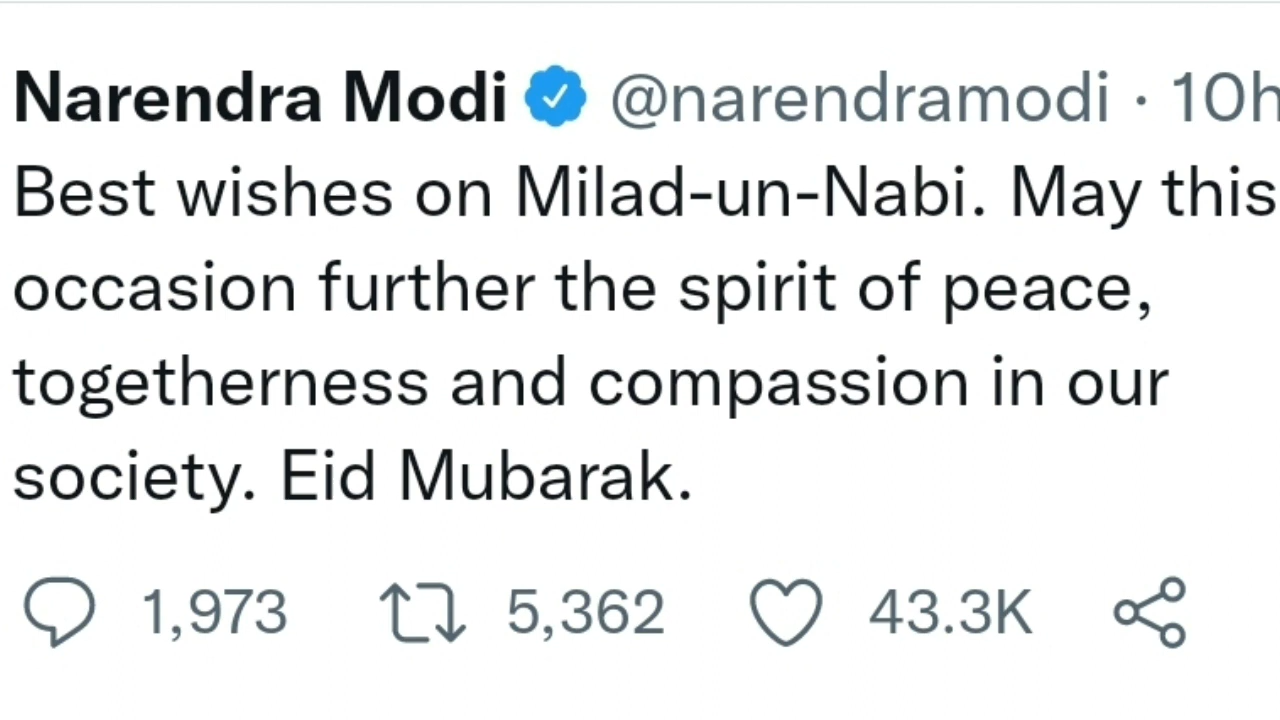 Narendra Modi @narendramodi · 10h
Best wishes on Milad-un-Nabi. May this
occasion further the spirit of peace,
togetherness and compassion in our
society. Eid Mubarak.
1,973 5,362 43.3K